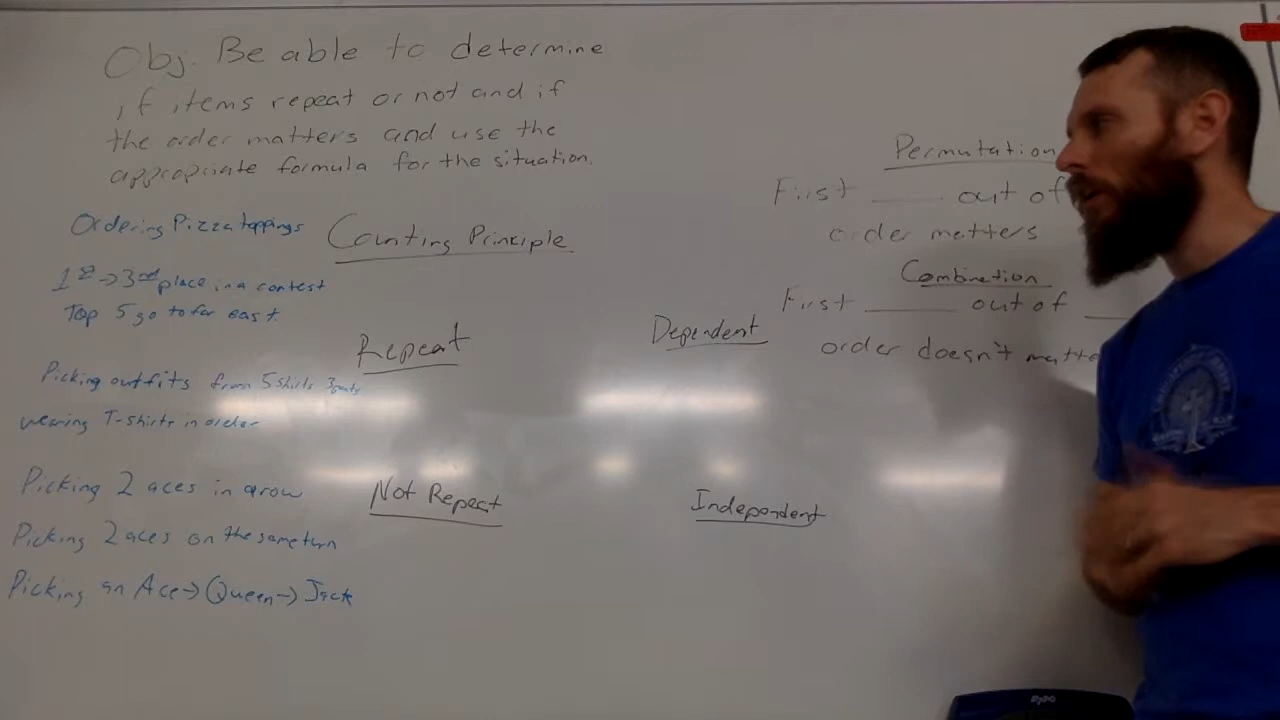 Obj. Be able to determine
if items repeat or not and if
the order matters and use the
appropriate formula for the situation.
Ordering Pizza toppings
1st → 3rd place in a contest
Top 5 go to far east
Picking outfits from 5 shirts 3 pants
wearing T-shirts in order
Picking 2 aces in a row
Picking 2 aces on the same turn
Picking an Ace → Queen → Jack
Counting Principle
Repeat
Not Repeat
Dependent
Independent
Permutation
First ____ out of
order matters
Combination
First ____ out of ____
order doesn't matte